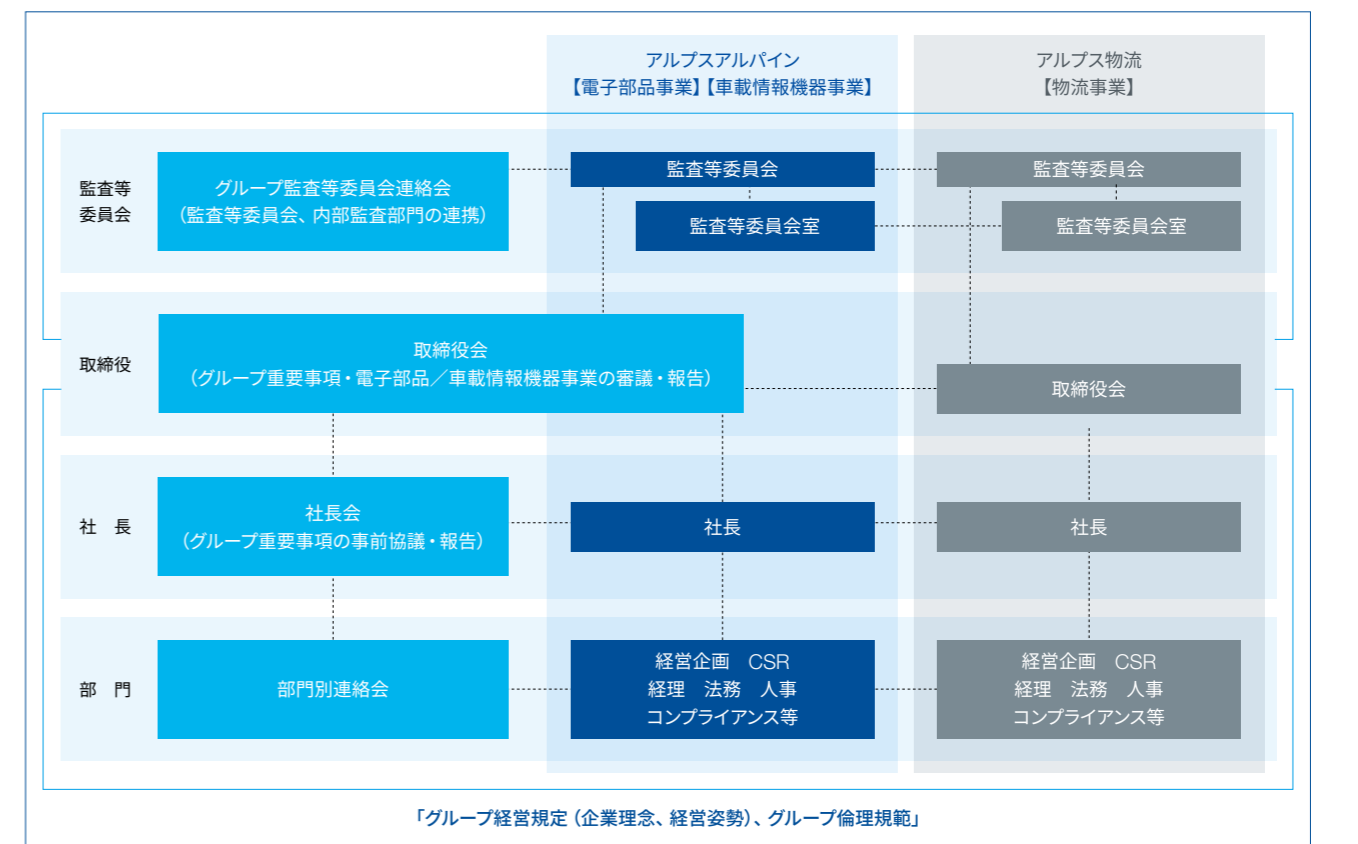 アルプスアルパイン
【電子部品事業】【車載情報機器事業】
アルプス物流
【物流事業】
監査等
委員会
グループ監査等委員会連絡会
（監査等委員会、内部監査部門の連携）
監査等委員会
監査等委員会室
監査等委員会
監査等委員会室
取締役
取締役会
（グループ重要事項・電子部品／車載情報機器事業の審議・報告）
取締役会
社　長
社長会
（グループ重要事項の事前協議・報告）
社長
社長
部　門
部門別連絡会
経営企画　CSR
経理　法務　人事
コンプライアンス等
経営企画　CSR
経理　法務　人事
コンプライアンス等
「グループ経営規定（企業理念、経営姿勢）、グループ倫理規範」